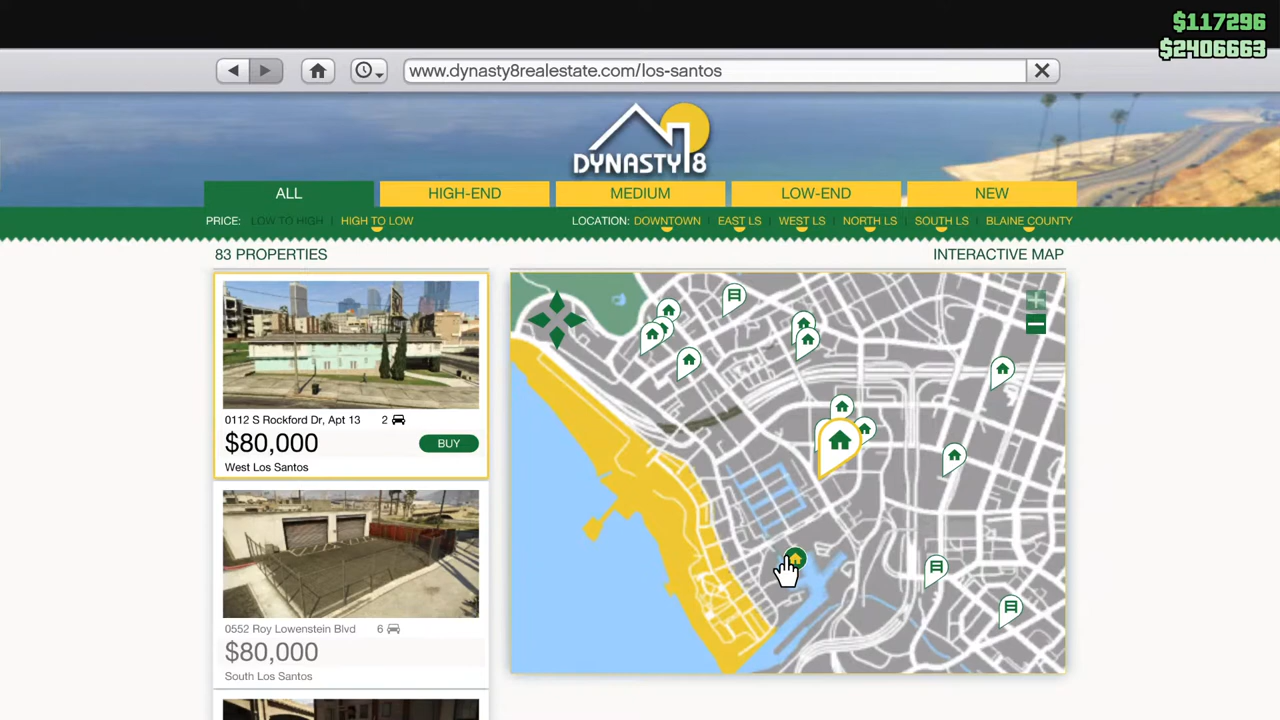 $117296
$2406663
www.dynasty8realestate.com/los-santos
DYNASTY 8
ALL HIGH-END MEDIUM LOW-END NEW
PRICE: LOW TO HIGH | HIGH TO LOW LOCATION: DOWNTOWN | EAST LS | WEST LS | NORTH LS | SOUTH LS | BLAINE COUNTY
83 PROPERTIES
INTERACTIVE MAP
0112 S Rockford Dr, Apt 13 2
$80,000 BUY
West Los Santos
0552 Roy Lowenstein Blvd 6
$80,000
South Los Santos